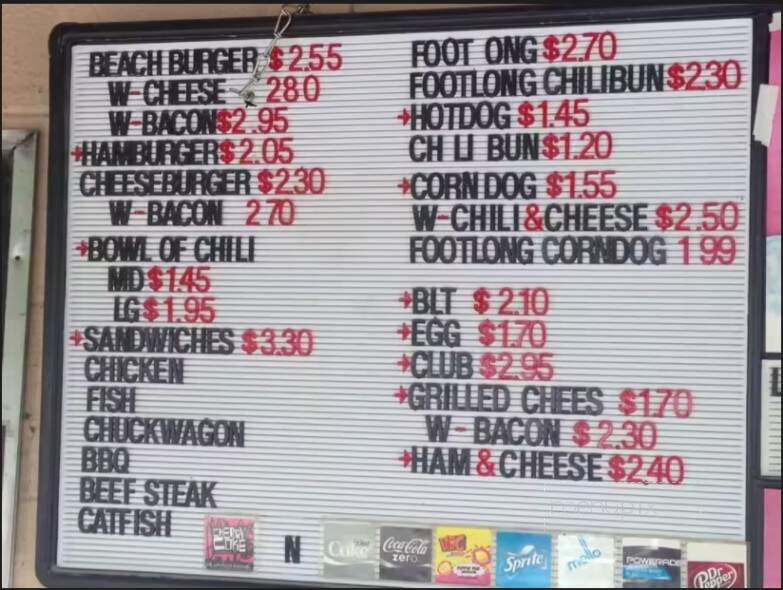 BEACH BURGER $2.55
W-CHEESE 280
W-BACON $2.95
HAMBURGER $2.05
CHEESEBURGER $2.30
W-BACON 2 70
BOWL OF CHILI
MD $1.45
LG $1.95
SANDWICHES $3.30
CHICKEN
FISH
CHUCKWAGON
BBQ
BEEF STEAK
CATFISH
FOOT ONG $2.70
FOOTLONG CHILIBUN $230
HOTDOG $1.45
CH LI BUN $1.20
CORN DOG $1.55
W-CHILI & CHEESE $2.50
FOOTLONG CORNDOG 1 99
BLT $2.10
EGG $1.70
CLUB $2.95
GRILLED CHEES $1.70
W- BACON $2.30
HAM & CHEESE $2.40
N
Coke
Coca-Cola
zero
Sprite
mello
POWERADE
Dr Pepper